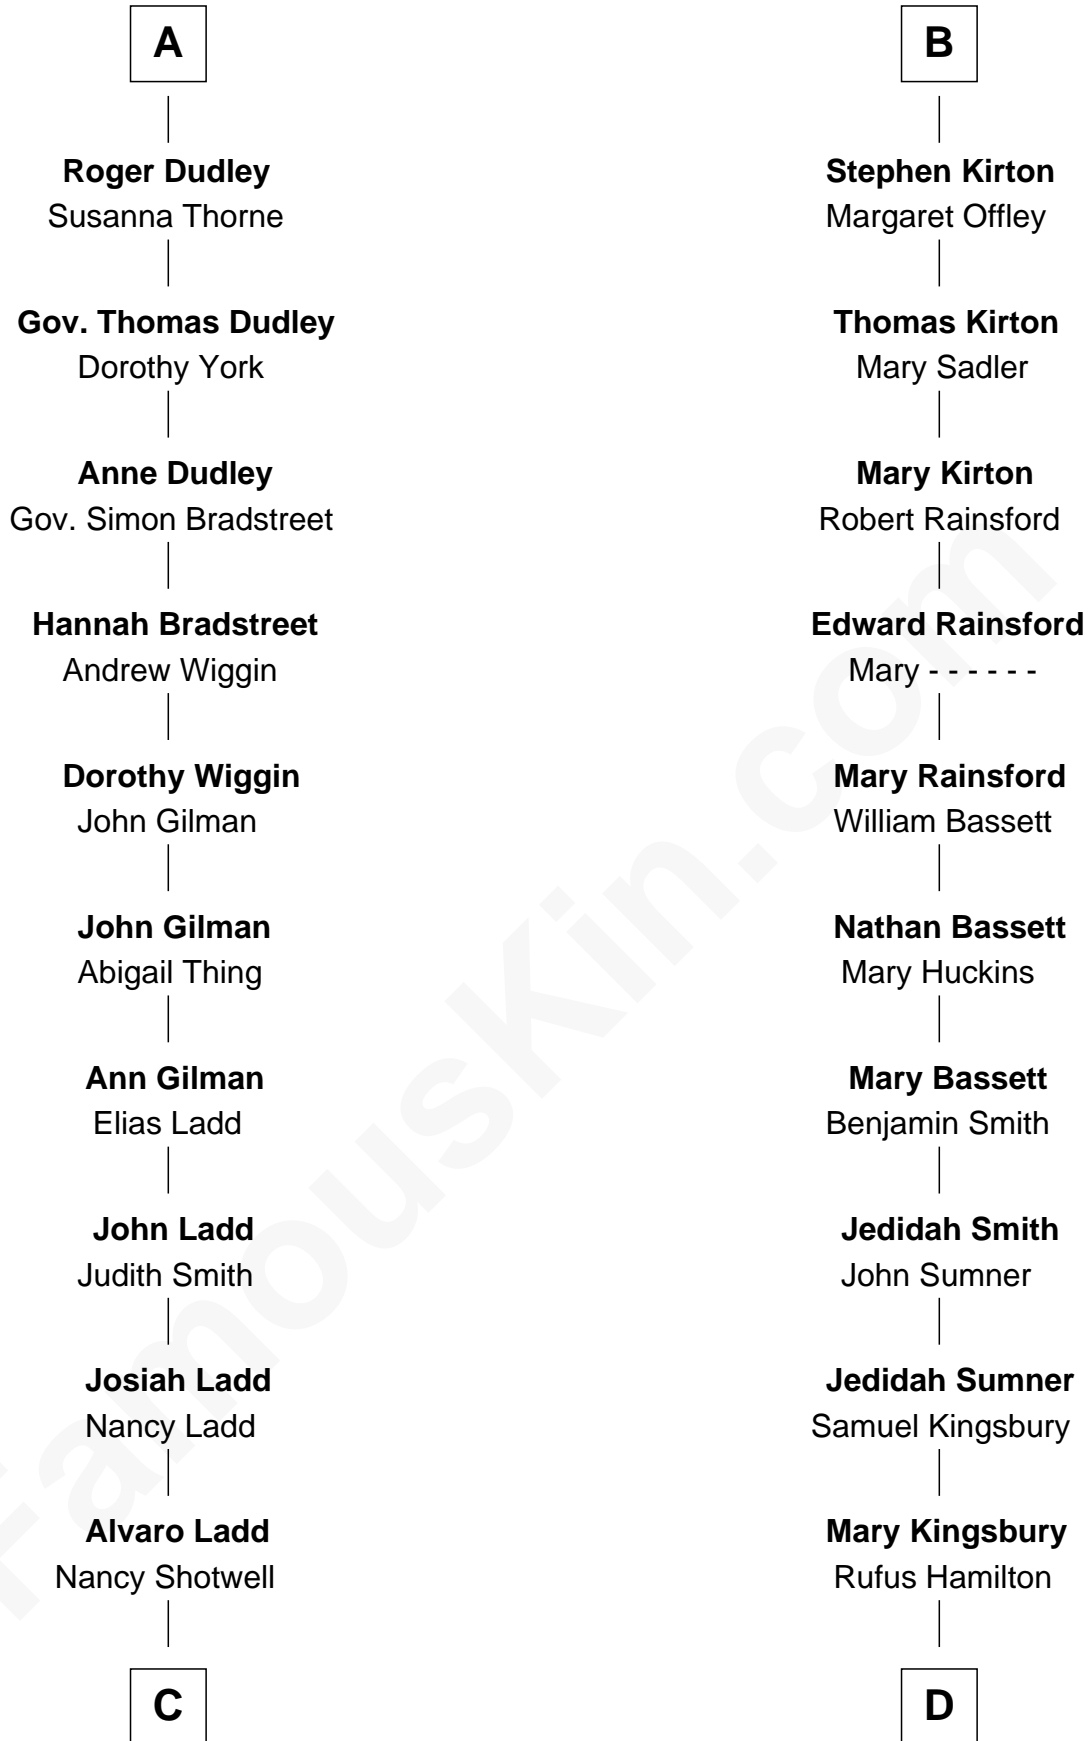 A
Roger Dudley
Susanna Thorne
Gov. Thomas Dudley
Dorothy York
Anne Dudley
Gov. Simon Bradstreet
Hannah Bradstreet
Andrew Wiggin
Dorothy Wiggin
John Gilman
John Gilman
Abigail Thing
Ann Gilman
Elias Ladd
John Ladd
Judith Smith
Josiah Ladd
Nancy Ladd
Alvaro Ladd
Nancy Shotwell
C
B
Stephen Kirton
Margaret Offley
Thomas Kirton
Mary Sadler
Mary Kirton
Robert Rainsford
Edward Rainsford
Mary - - - - - -
Mary Rainsford
William Bassett
Nathan Bassett
Mary Huckins
Mary Bassett
Benjamin Smith
Jedidah Smith
John Sumner
Jedidah Sumner
Samuel Kingsbury
Mary Kingsbury
Rufus Hamilton
D
FamousKin.com